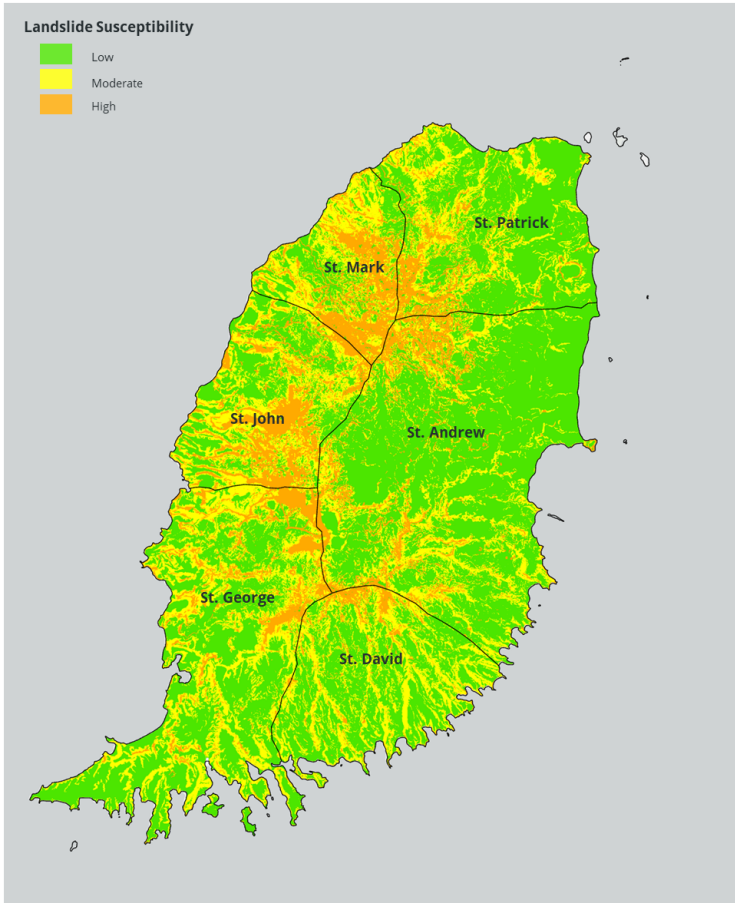 Landslide Susceptibility
Low
Moderate
High
St. Patrick
St. Mark
St. John
St. Andrew
St. George
St. David